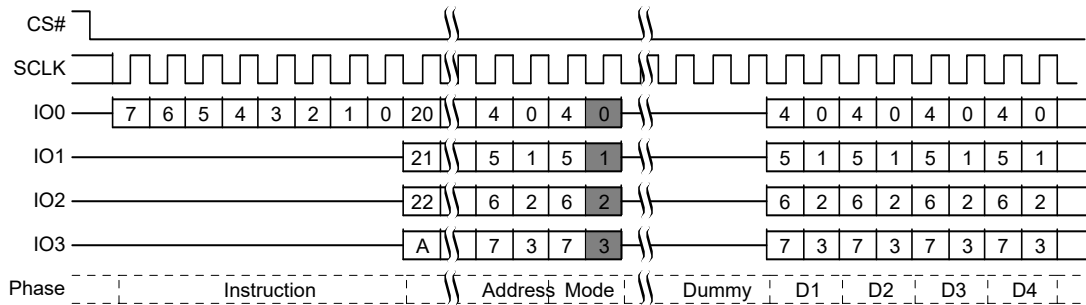 CS#
SCLK
IO0 7 6 5 4 3 2 1 0 20 4 0 4 0 4 0 4 0 4 0 4 0
IO1 21 5 1 5 1 5 1 5 1 5 1 5 1
IO2 22 6 2 6 2 6 2 6 2 6 2 6 2
IO3 A 7 3 7 3 7 3 7 3 7 3 7 3
Phase Instruction Address Mode Dummy D1 D2 D3 D4